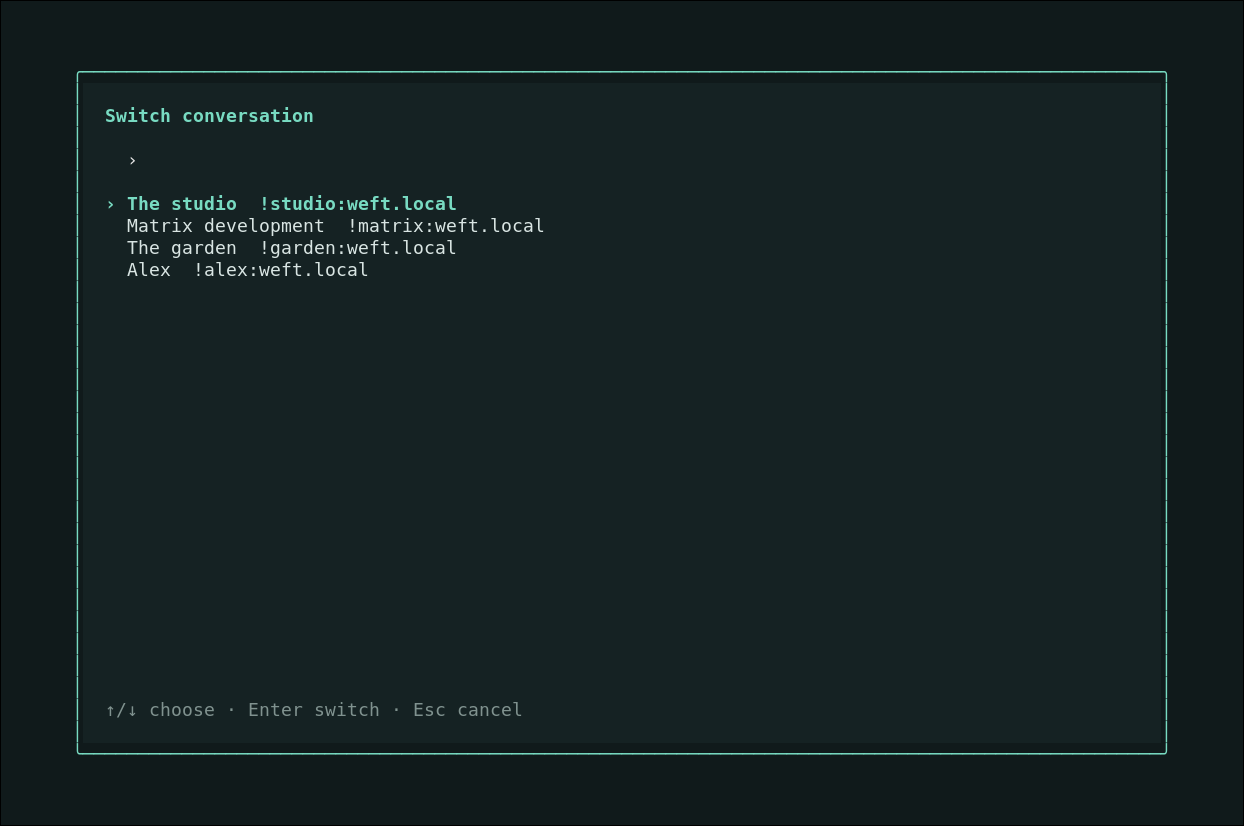 Switch conversation
›
› The studio  !studio:weft.local
Matrix development  !matrix:weft.local
The garden  !garden:weft.local
Alex  !alex:weft.local
↑/↓ choose · Enter switch · Esc cancel